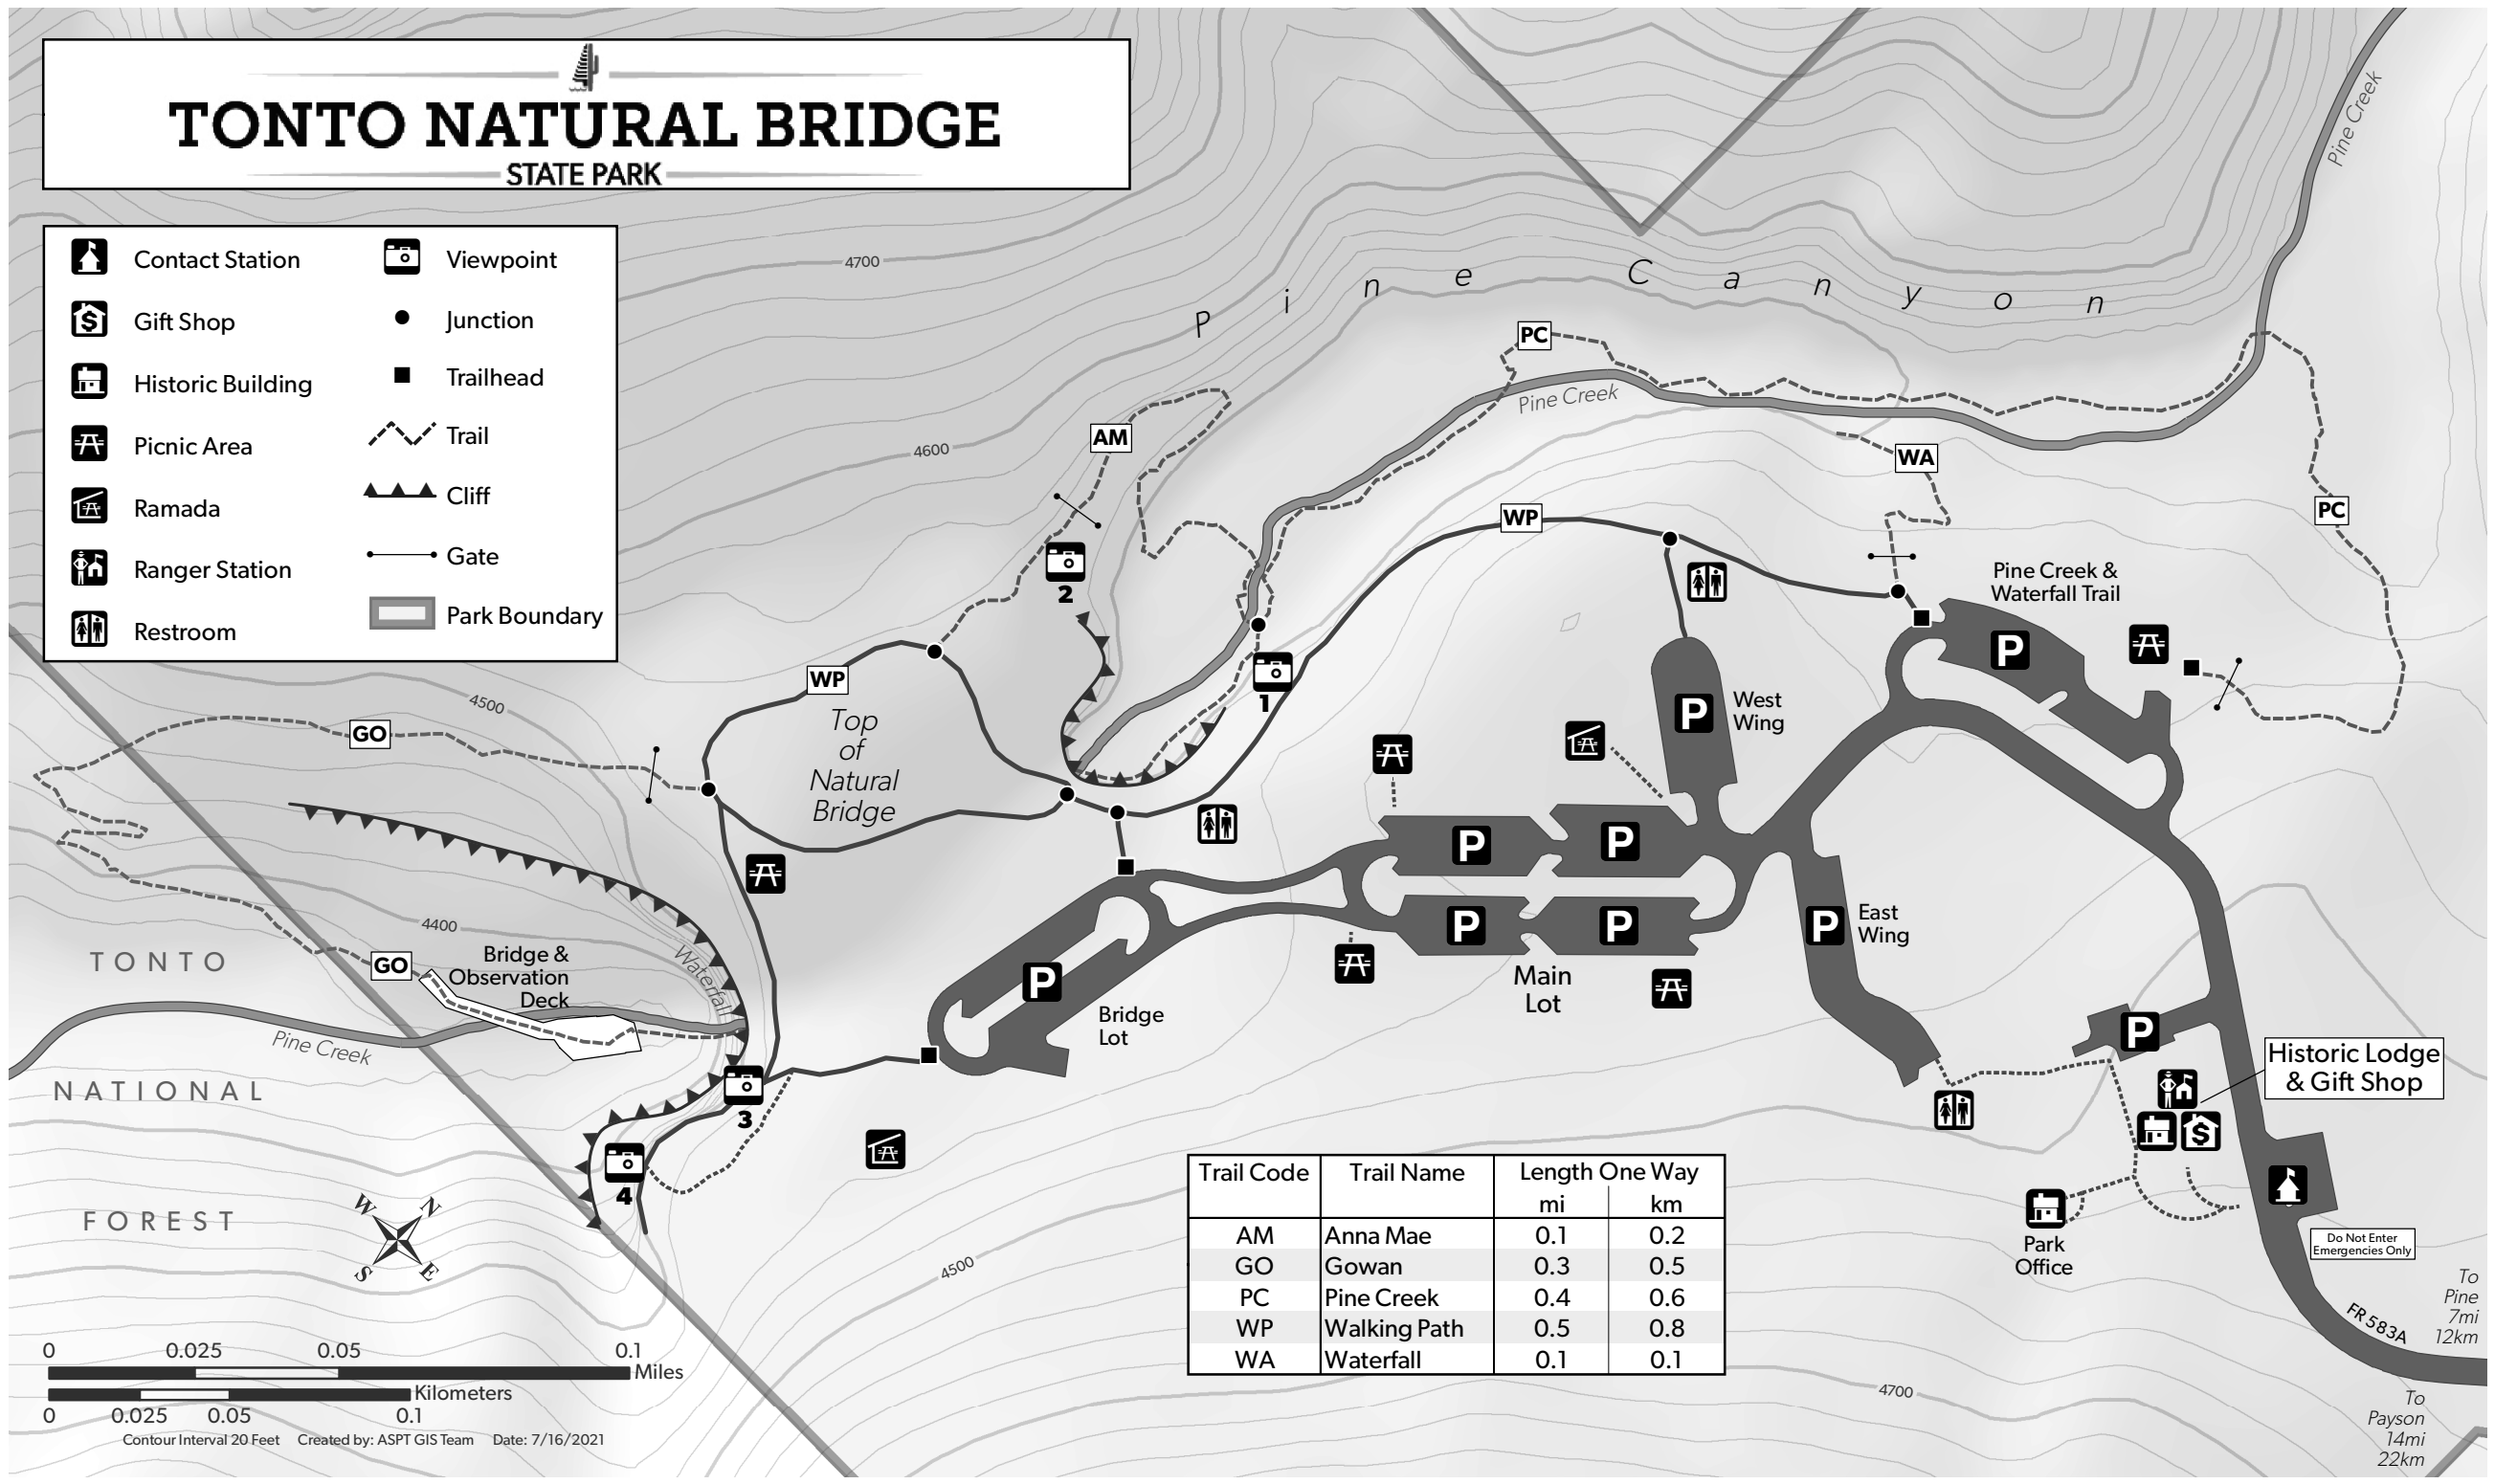 TONTO NATURAL BRIDGE
STATE PARK
Contact Station
Gift Shop
Historic Building
Picnic Area
Ramada
Ranger Station
Restroom
Viewpoint
Junction
Trailhead
Trail
Cliff
Gate
Park Boundary
4700
4600
4500
4400
Pine Canyon
Pine Creek
Pine Creek
PC
PC
AM
WA
WP
WP
2
1
GO
GO
Top
of
Natural
Bridge
Pine Creek &
Waterfall Trail
P
P
West
Wing
P
P
P
P
Main
Lot
P
East
Wing
P
Bridge
Lot
P
Waterfall
Bridge &
Observation
Deck
Pine Creek
TONTO
NATIONAL
FOREST
3
4
W
N
S
E
Historic Lodge
& Gift Shop
Park
Office
Do Not Enter
Emergencies Only
To
Pine
7mi
12km
FR 583A
To
Payson
14mi
22km
4500
4700
Trail Code Trail Name Length One Way
mi km
AM Anna Mae 0.1 0.2
GO Gowan 0.3 0.5
PC Pine Creek 0.4 0.6
WP Walking Path 0.5 0.8
WA Waterfall 0.1 0.1
0 0.025 0.05 0.1
Miles
Kilometers
0 0.025 0.05 0.1
Contour Interval 20 Feet Created by: ASPT GIS Team Date: 7/16/2021